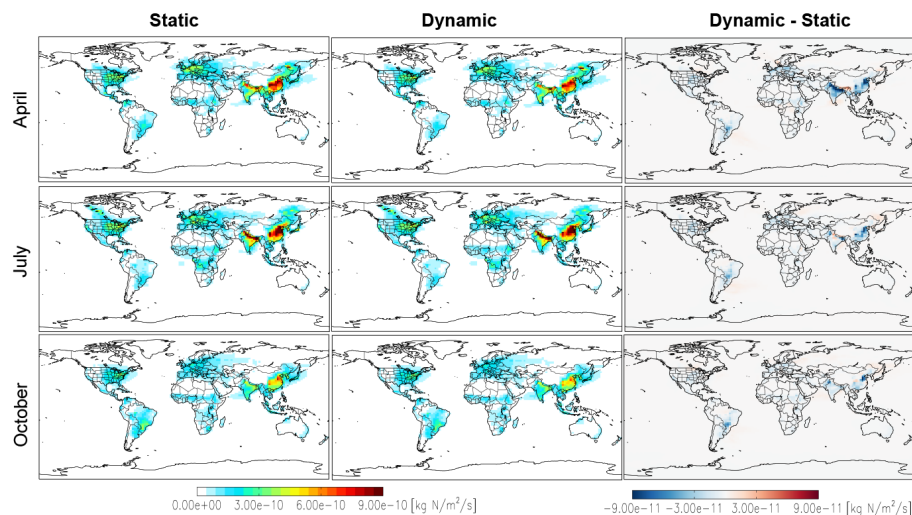 Static Dynamic Dynamic - Static
April
July
October
0.00e+00 3.00e-10 6.00e-10 9.00e-10 [kg N/m²/s]
-9.00e-11 -3.00e-11 3.00e-11 9.00e-11 [kg N/m²/s]